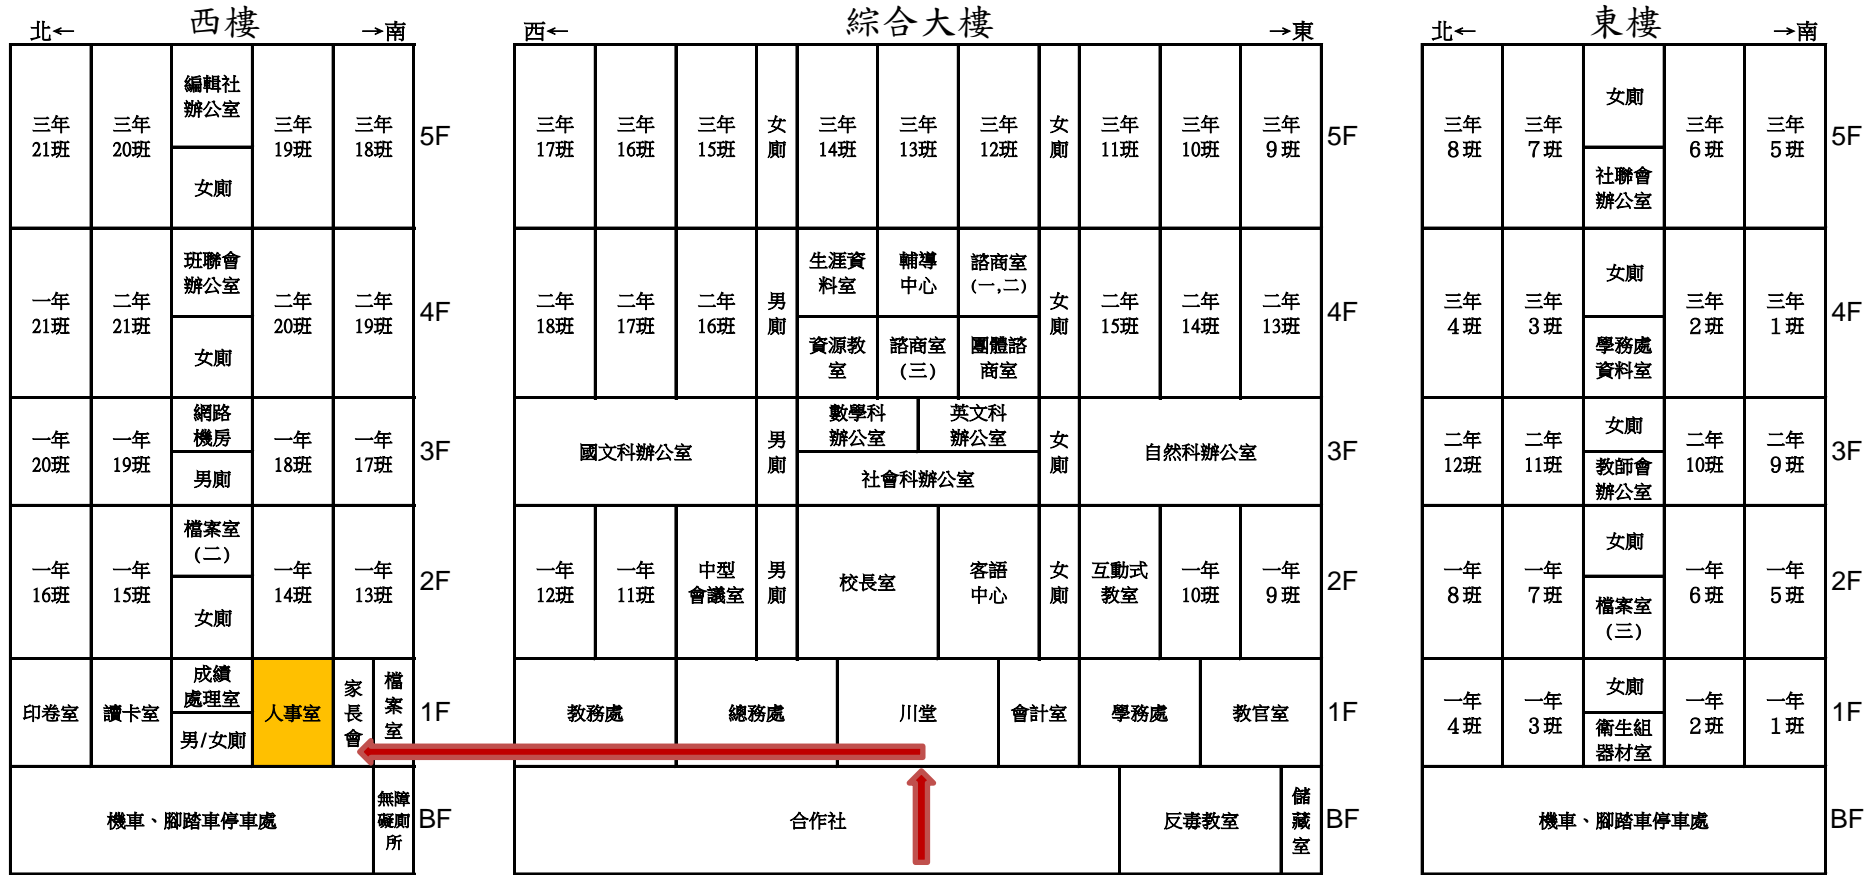 西樓
北←
→南
三年
21班
三年
20班
編輯社
辦公室
女廁
三年
19班
三年
18班
5F
一年
21班
二年
21班
班聯會
辦公室
女廁
二年
20班
二年
19班
4F
一年
20班
一年
19班
網路
機房
男廁
一年
18班
一年
17班
3F
一年
16班
一年
15班
檔案室
(二)
女廁
一年
14班
一年
13班
2F
印卷室
讀卡室
成績
處理室
男/女廁
人事室
家
長
會
檔
案
室
1F
機車、腳踏車停車處
無障
礙廁
所
BF
綜合大樓
西←
→東
三年
17班
三年
16班
三年
15班
女
廁
三年
14班
三年
13班
三年
12班
女
廁
三年
11班
三年
10班
三年
9班
5F
二年
18班
二年
17班
二年
16班
男
廁
生涯資
料室
輔導
中心
諮商室
(一,二)
資源教
室
諮商室
(三)
團體諮
商室
女
廁
二年
15班
二年
14班
二年
13班
4F
國文科辦公室
男
廁
數學科
辦公室
英文科
辦公室
社會科辦公室
女
廁
自然科辦公室
3F
一年
12班
一年
11班
中型
會議室
男
廁
校長室
客語
中心
女
廁
互動式
教室
一年
10班
一年
9班
2F
教務處
總務處
川堂
會計室
學務處
教官室
1F
合作社
反毒教室
儲
藏
室
BF
東樓
北←
→南
三年
8班
三年
7班
女廁
社聯會
辦公室
三年
6班
三年
5班
5F
三年
4班
三年
3班
女廁
學務處
資料室
三年
2班
三年
1班
4F
二年
12班
二年
11班
女廁
教師會
辦公室
二年
10班
二年
9班
3F
一年
8班
一年
7班
女廁
檔案室
(三)
一年
6班
一年
5班
2F
一年
4班
一年
3班
女廁
衛生組
器材室
一年
2班
一年
1班
1F
機車、腳踏車停車處
BF